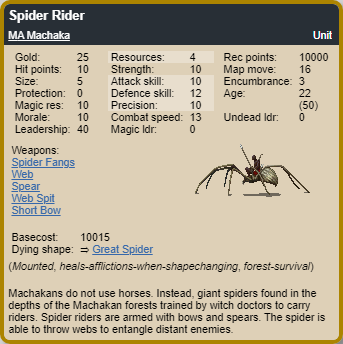 Spider Rider
MA Machaka Unit
Gold: 25 Resources: 4 Rec points: 10000
Hit points: 10 Strength: 10 Map move: 16
Size: 5 Attack skill: 10 Encumbrance: 3
Protection: 0 Defence skill: 12 Age: 22
Magic res: 10 Precision: 10 (50)
Morale: 10 Combat speed: 13 Undead ldr: 0
Leadership: 40 Magic ldr: 0
Weapons:
Spider Fangs
Web
Spear
Web Spit
Short Bow
Basecost: 10015
Dying shape: = Great Spider
(Mounted, heals-afflictions-when-shapechanging, forest-survival)
Machakans do not use horses. Instead, giant spiders found in the
depths of the Machakan forests trained by witch doctors to carry
riders. Spider riders are armed with bows and spears. The spider is
able to throw webs to entangle distant enemies.